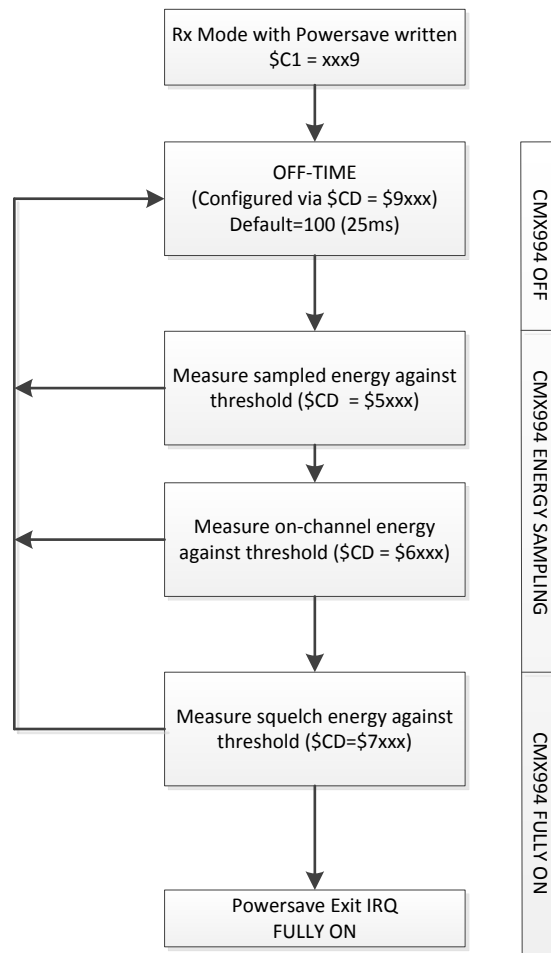 Rx Mode with Powersave written
$C1 = xxx9
OFF-TIME
(Configured via $CD = $9xxx)
Default=100 (25ms)
CMX994 OFF
Measure sampled energy against
threshold ($CD  = $5xxx)
Measure on-channel energy
against threshold ($CD = $6xxx)
CMX994 ENERGY SAMPLING
Measure squelch energy against
threshold ($CD=$7xxx)
Powersave Exit IRQ
FULLY ON
CMX994 FULLY ON